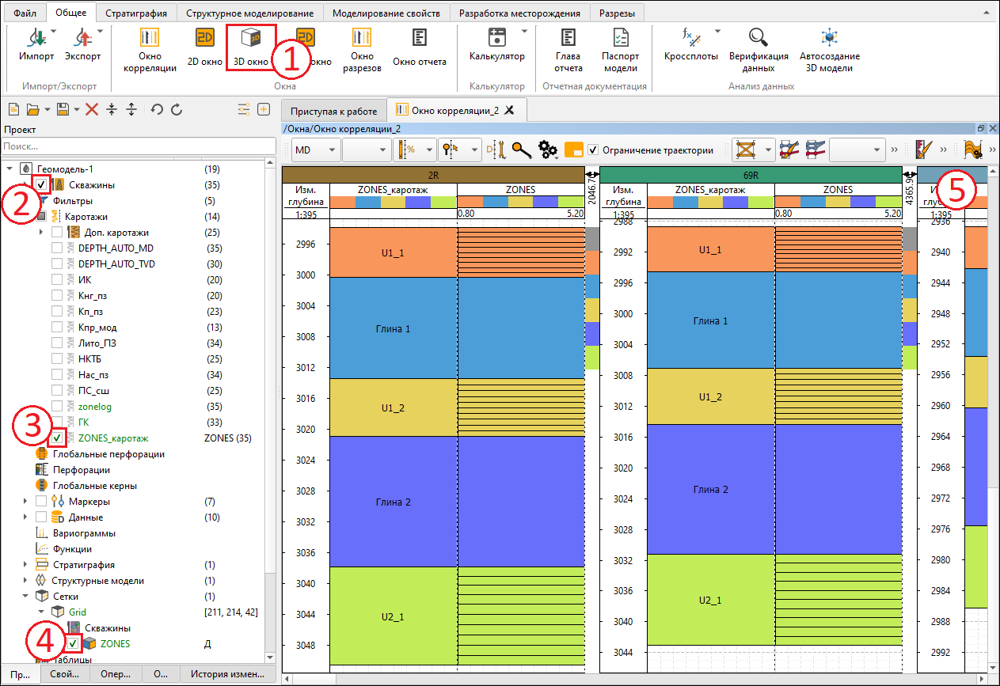 Файл Общее Стратиграфия Структурное моделирование Моделирование свойств Разработка месторождения Разрезы
Импорт Экспорт Окно корреляции 2D окно 3D окно 1 окно Окно разрезов Окно отчета Калькулятор Глава отчета Паспорт модели Кроссплоты Верификация данных Автосоздание 3D модели
Импорт/Экспорт Окна Калькулятор Отчетная документация Анализ данных
Проект
Поиск...
Геомодель-1 (19)
Скважины (35)
2
Фильтры (5)
Каротажи (14)
Доп. каротажи (25)
DEPTH_AUTO_MD (35)
DEPTH_AUTO_TVD (30)
ИК (20)
Кнг_пз (20)
Кп_пз (23)
Кпр_мод (13)
Лито_ПЗ (34)
НКТБ (25)
Нас_пз (34)
ПС_сш (25)
zonelog (35)
ГК (33)
3
ZONES_каротаж ZONES (35)
Глобальные перфорации
Перфорации
Глобальные керны
Маркеры (7)
Данные (10)
Вариограммы
Функции
Стратиграфия (1)
Структурные модели (1)
Сетки (1)
Grid [211, 214, 42]
Скважины
4
ZONES Д
Таблицы
Пр... Свой... Опер... О... История измен...
Приступая к работе Окно корреляции_2
/Окна/Окно корреляции_2
MD % D Ограничение траектории » » »
2R
Изм. глубина
1:395
ZONES_каротаж ZONES
0.80 5.20
2996
3000
3004
3008
3012
3016
3020
3024
3028
3032
3036
3040
3044
3048
U1_1
Глина 1
U1_2
Глина 2
U2_1
69R
Изм. глубина
1:395
ZONES_каротаж ZONES
0.80 5.20
2988
2992
2996
3000
3004
3008
3012
3016
3020
3024
3028
3032
3036
3040
3044
U1_1
Глина 1
U1_2
Глина 2
U2_1
5
1:395
2936
2940
2944
2948
2952
2956
2960
2964
2968
2972
2976
2980
2984
2988
2992